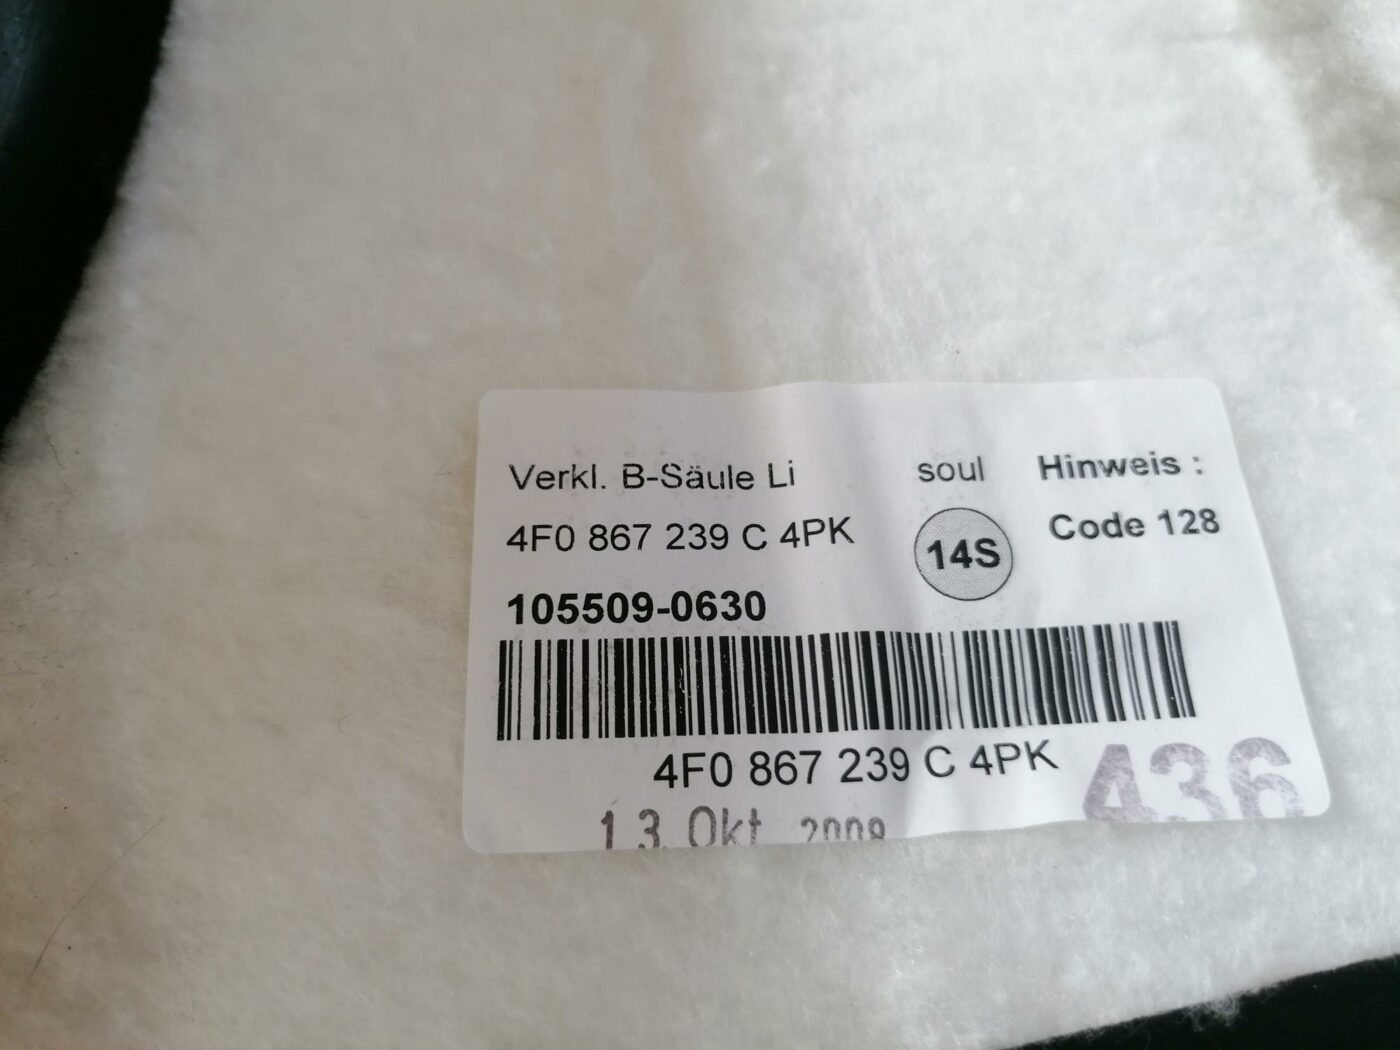 Verkl. B-Säule Li
soul
Hinweis :
4F0 867 239 C 4PK
14S
Code 128
105509-0630
4F0 867 239 C 4PK
436
13. Okt. 2009